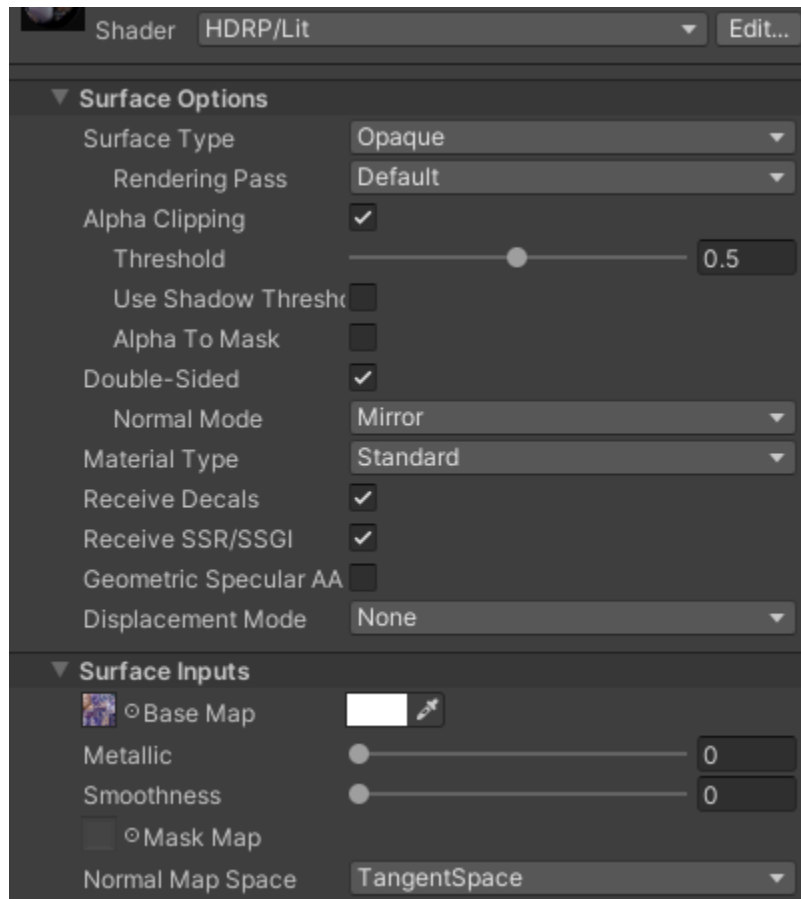 Shader HDRP/Lit Edit...
Surface Options
Surface Type Opaque
Rendering Pass Default
Alpha Clipping
Threshold 0.5
Use Shadow Thresho
Alpha To Mask
Double-Sided
Normal Mode Mirror
Material Type Standard
Receive Decals
Receive SSR/SSGI
Geometric Specular AA
Displacement Mode None
Surface Inputs
Base Map
Metallic 0
Smoothness 0
Mask Map
Normal Map Space TangentSpace